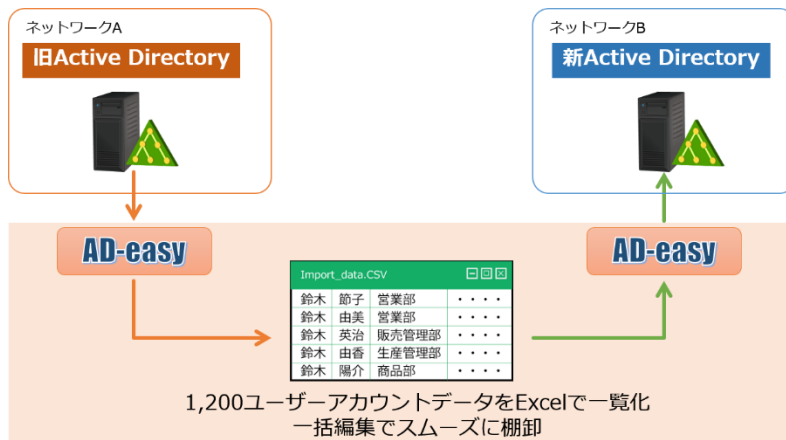 ネットワークA
旧Active Directory
ネットワークB
新Active Directory
AD-easy
AD-easy
Import_data.CSV
鈴木 節子 営業部 ・・・・
鈴木 由美 営業部 ・・・・
鈴木 英治 販売管理部 ・・・・
鈴木 由香 生産管理部 ・・・・
鈴木 陽介 商品部 ・・・・
1,200ユーザーアカウントデータをExcelで一覧化
一括編集でスムーズに棚卸